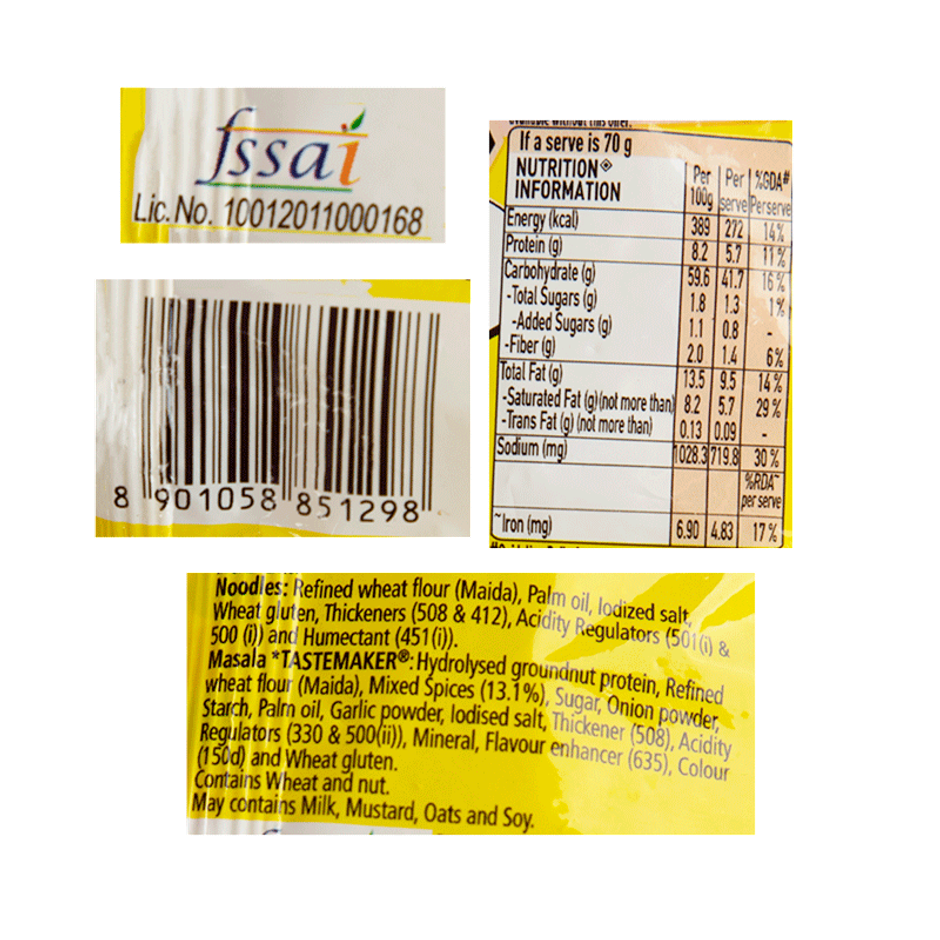 fssai
Lic. No. 10012011000168
If a serve is 70 g
NUTRITION
INFORMATION
Per 100g
Per serve
%GDA# Per serve
Energy (kcal) 389 272 14%
Protein (g) 8.2 5.7 11%
Carbohydrate (g) 59.6 41.7 16%
-Total Sugars (g) 1.8 1.3 1%
-Added Sugars (g) 1.1 0.8 -
-Fiber (g) 2.0 1.4 6%
Total Fat (g) 13.5 9.5 14%
-Saturated Fat (g) (not more than) 8.2 5.7 29%
-Trans Fat (g) (not more than) 0.13 0.09 -
Sodium (mg) 1028.3 719.8 30%
%RDA~
per serve
~Iron (mg) 6.90 4.83 17%
8 901058 851298
Noodles: Refined wheat flour (Maida), Palm oil, Iodized salt,
Wheat gluten, Thickeners (508 & 412), Acidity Regulators (501(i) &
500 (i)) and Humectant (451(i)).
Masala *TASTEMAKER®: Hydrolysed groundnut protein, Refined
wheat flour (Maida), Mixed Spices (13.1%), Sugar, Onion powder,
Starch, Palm oil, Garlic powder, Iodised salt, Thickener (508), Acidity
Regulators (330 & 500(ii)), Mineral, Flavour enhancer (635), Colour
(150d) and Wheat gluten.
Contains Wheat and nut.
May contains Milk, Mustard, Oats and Soy.